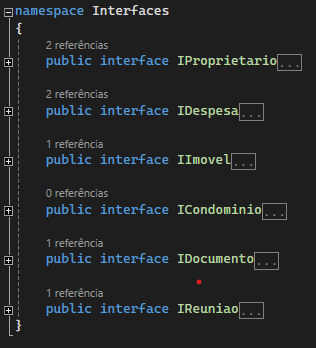 namespace Interfaces
{
2 referências
public interface IProprietario...
2 referências
public interface IDespesa...
1 referência
public interface IImovel...
0 referências
public interface ICondominio...
1 referência
public interface IDocumento...
1 referência
public interface IReuniao...
}